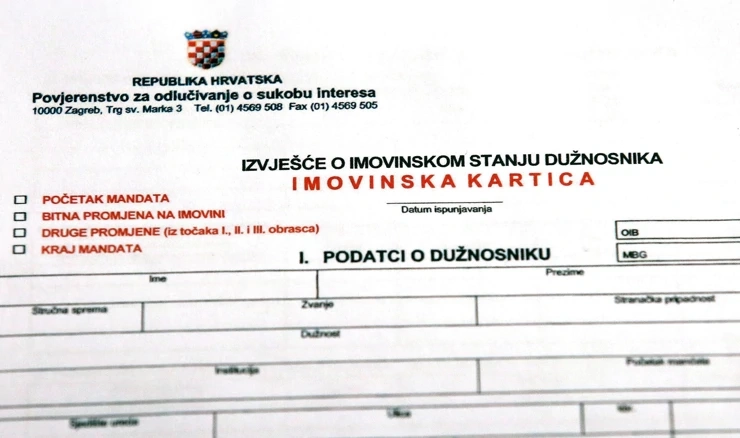 REPUBLIKA HRVATSKA
Povjerenstvo za odlučivanje o sukobu interesa
10000 Zagreb, Trg sv. Marka 3 Tel. (01) 4569 508 Fax (01) 4569 505
IZVJEŠĆE O IMOVINSKOM STANJU DUŽNOSNIKA
IMOVINSKA KARTICA
Datum ispunjavanja
POČETAK MANDATA
BITNA PROMJENA NA IMOVINI
DRUGE PROMJENE (iz točaka I., II. i III. obrasca)
KRAJ MANDATA
OIB
MBG
I. PODATCI O DUŽNOSNIKU
Ime Prezime
Stručna sprema Zvanje Stranačka pripadnost
Dužnost
Institucija Početak mandata
Sjedište ureda Ulica